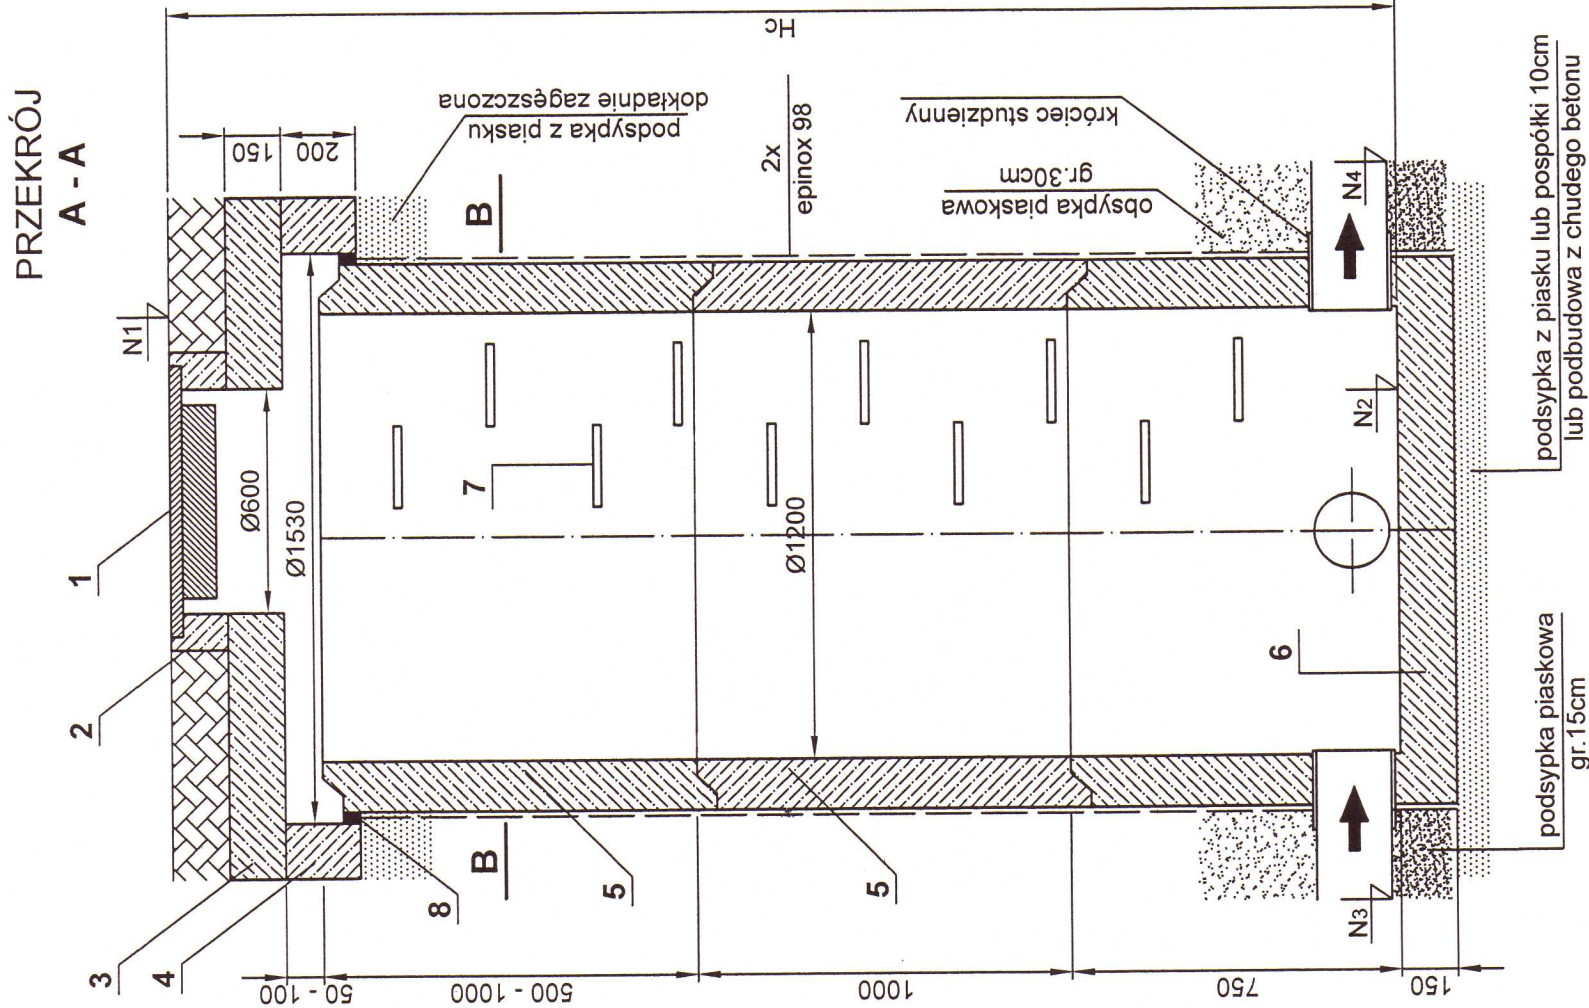 PRZEKRÓJ
A - A
1
2
3
4
N1
150
200
Hc
podsypka z piasku
dokładnie zagęszczona
Ø600
Ø1530
50 - 100
B
B
8
7
2x
epinox 98
500 - 1000
5
Ø1200
1000
5
króciec studzienny
obsypka piaskowa
gr.30cm
N4
N2
N3
6
750
150
podsypka piaskowa
gr.15cm
podsypka z piasku lub pospółki 10cm
lub podbudowa z chudego betonu